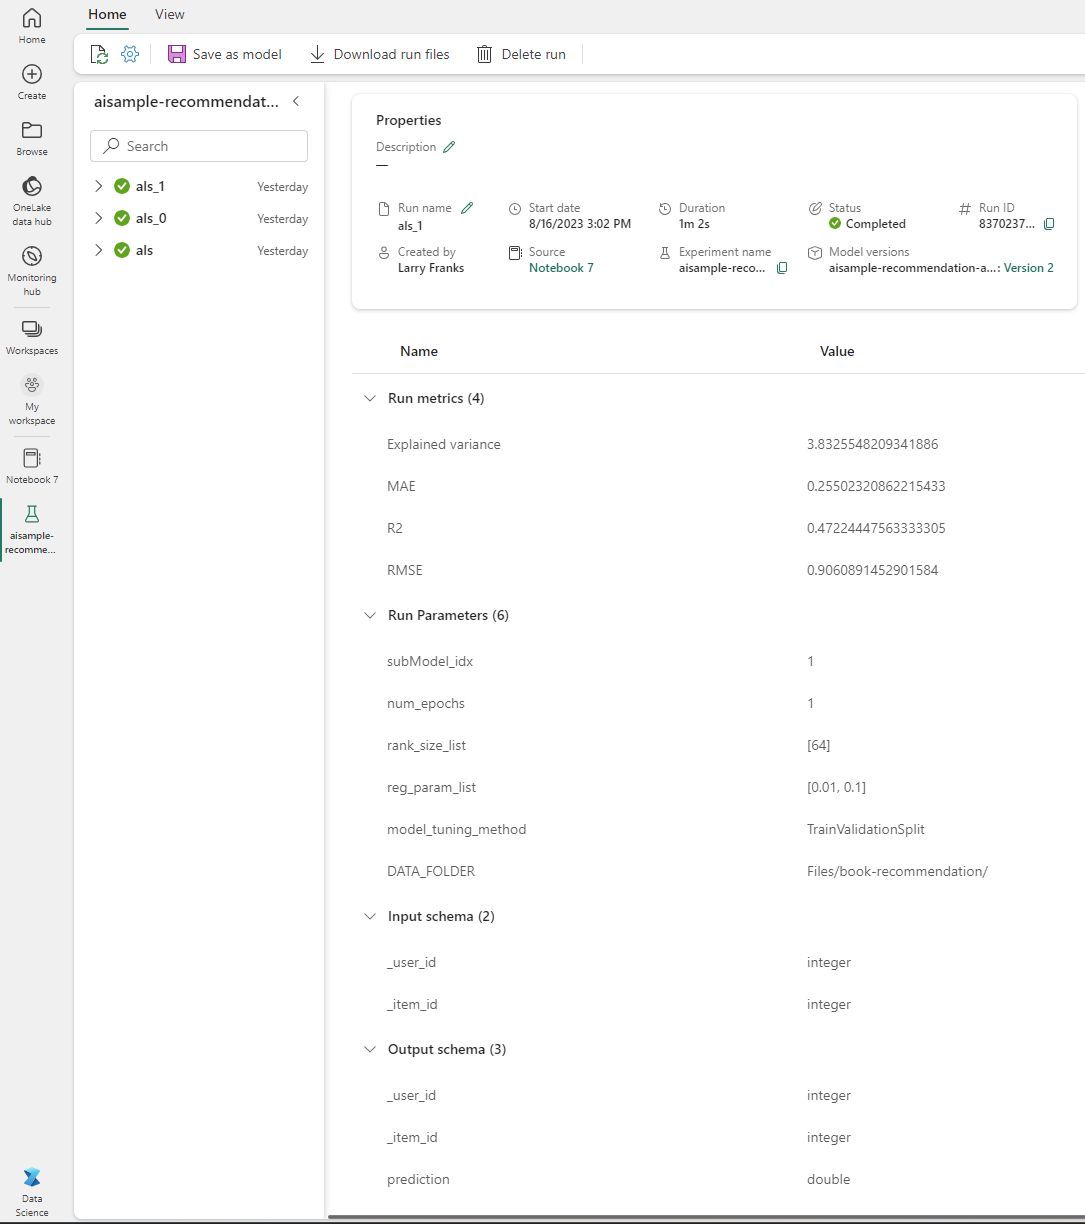 Home
Create
Browse
OneLake
data hub
Monitoring
hub
Workspaces
My
workspace
Notebook 7
aisample-
recomme...
Data
Science
Home View
Save as model Download run files Delete run
aisample-recommendat...
Search
als_1 Yesterday
als_0 Yesterday
als Yesterday
Properties
Description
—
Run name Start date Duration Status Run ID
als_1 8/16/2023 3:02 PM 1m 2s Completed 8370237...
Created by Source Experiment name Model versions
Larry Franks Notebook 7 aisample-reco... aisample-recommendation-a...: Version 2
Name Value
Run metrics (4)
Explained variance 3.8325548209341886
MAE 0.25502320862215433
R2 0.47224447563333305
RMSE 0.9060891452901584
Run Parameters (6)
subModel_idx 1
num_epochs 1
rank_size_list [64]
reg_param_list [0.01, 0.1]
model_tuning_method TrainValidationSplit
DATA_FOLDER Files/book-recommendation/
Input schema (2)
_user_id integer
_item_id integer
Output schema (3)
_user_id integer
_item_id integer
prediction double